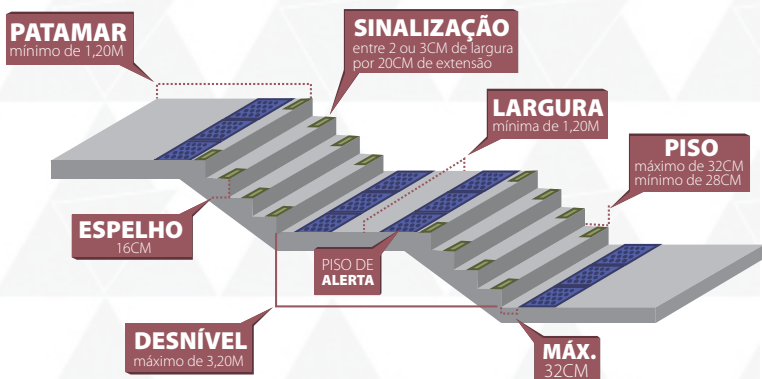 PATAMAR
mínimo de 1,20M
SINALIZAÇÃO
entre 2 ou 3CM de largura
por 20CM de extensão
LARGURA
mínima de 1,20M
PISO
máximo de 32CM
mínimo de 28CM
ESPELHO
16CM
PISO DE
ALERTA
DESNÍVEL
máximo de 3,20M
MÁX.
32CM